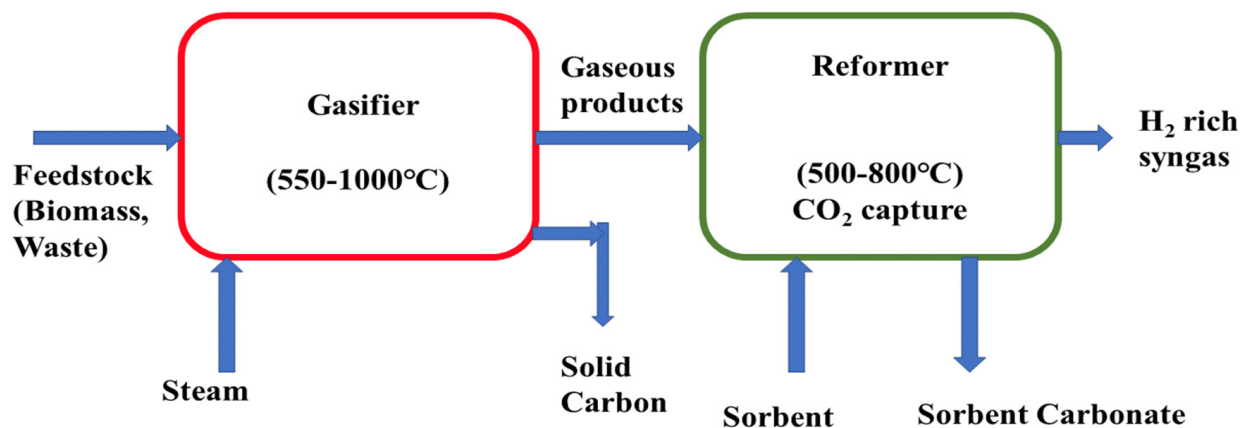 Feedstock
(Biomass,
Waste)
Steam
Gasifier
(550-1000°C)
Gaseous
products
Solid
Carbon
Reformer
(500-800°C)
CO₂ capture
Sorbent
Sorbent Carbonate
H₂ rich
syngas